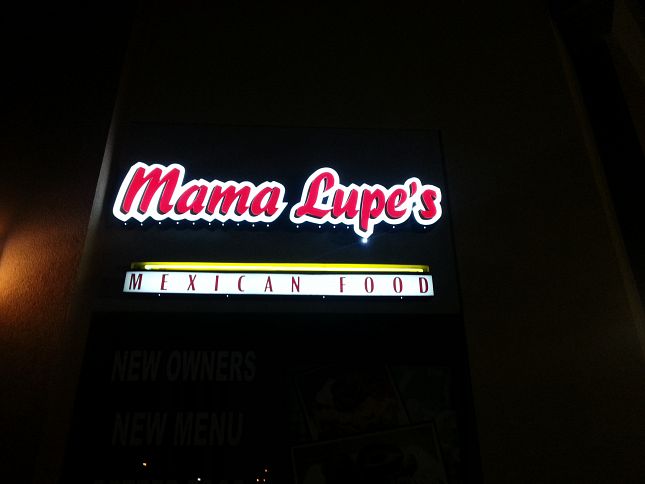 Mama Lupe's
MEXICAN FOOD
NEW OWNERS
NEW MENU